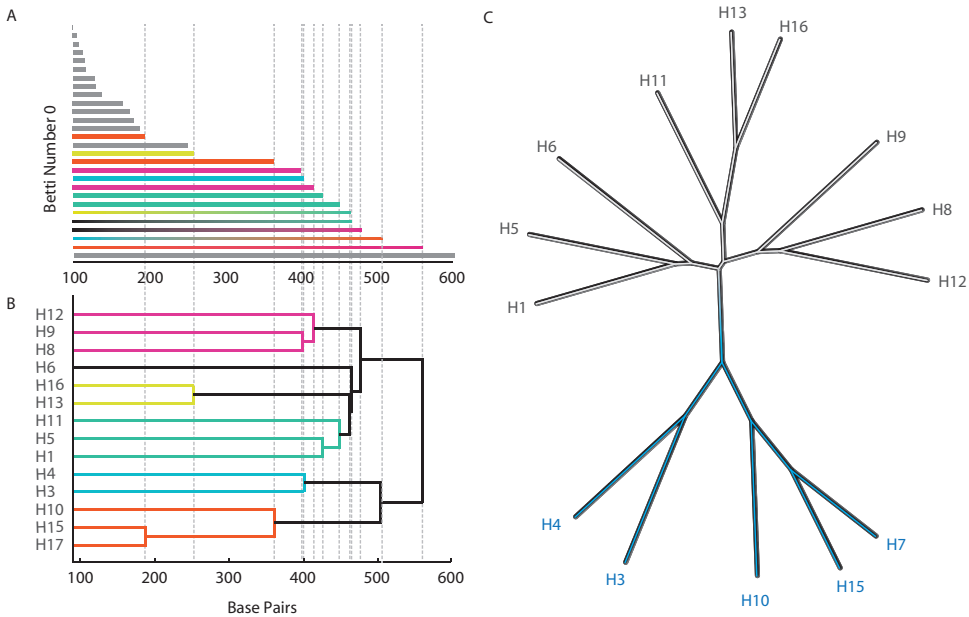 A
Betti Number 0
100
200
300
400
500
600
B
H12
H9
H8
H6
H16
H13
H11
H5
H1
H4
H3
H10
H15
H17
100
200
300
400
500
600
Base Pairs
C
H13
H16
H11
H9
H6
H8
H5
H12
H1
H4
H7
H3
H15
H10